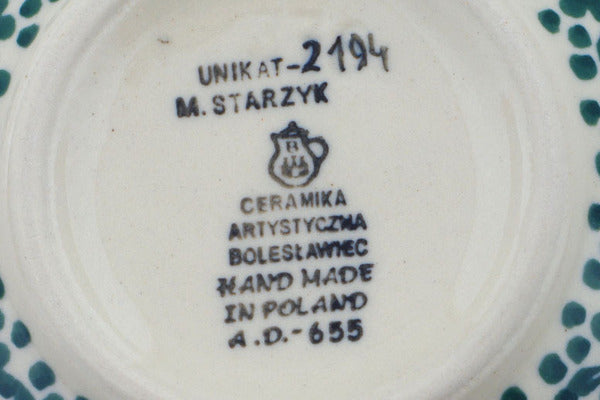 UNIKAT-2194
M. STARZYK
B
CERAMIKA
ARTYSTYCZNA
BOLESŁAWIEC
HAND MADE
IN POLAND
A.D.-655